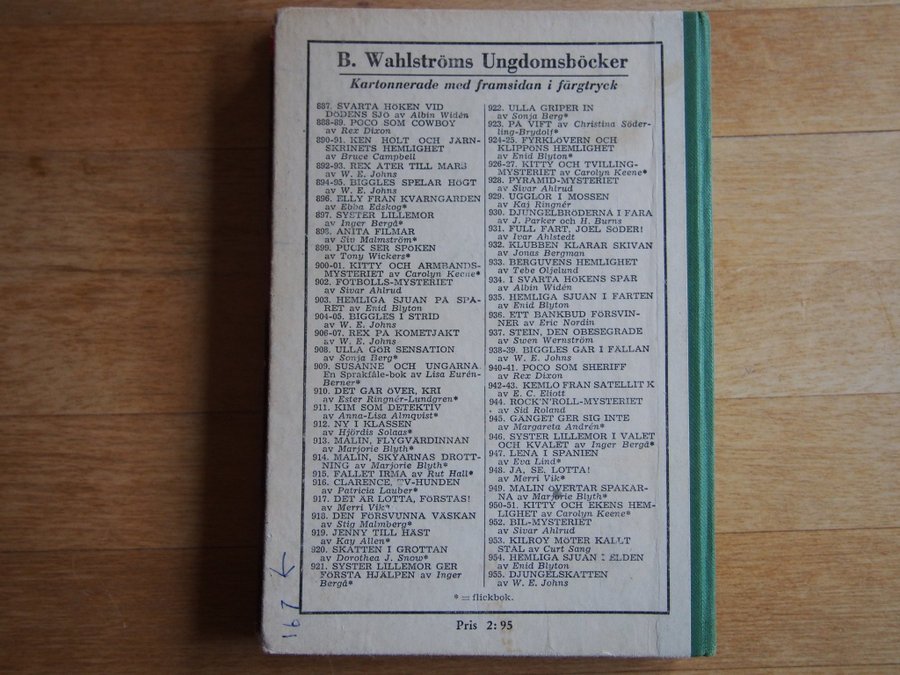 B. Wahlströms Ungdomsböcker
Kartonnerade med framsidan i färgtryck
887. SVARTA HÖKEN VID
DÖDENS SJÖ av Albin Widén
888-89. POCO SOM COWBOY
av Rex Dixon
890-91. KEN HOLT OCH JÄRN-
SKRINETS HEMLIGHET
av Bruce Campbell
892-93. REX ÅTER TILL MARS
av W. E. Johns
894-95. BIGGLES SPELAR HÖGT
av W. E. Johns
896. ELLY FRÅN KVARNGÅRDEN
av Ebba Edskog*
897. SYSTER LILLEMOR
av Inger Bergå*
898. ANITA FILMAR
av Siv Malmström*
899. PUCK SER SPÖKEN
av Tony Wickers*
900-01. KITTY OCH ARMBANDS-
MYSTERIET av Carolyn Keene*
902. FOTBOLLS-MYSTERIET
av Sivar Ahlrud
903. HEMLIGA SJUAN PÅ SPÅ-
RET av Enid Blyton
904-05. BIGGLES I STRID
av W. E. Johns
906-07. REX PÅ KOMETJAKT
av W. E. Johns
908. ULLA GÖR SENSATION
av Sonja Berg*
909. SUSANNE OCH UNGARNA
En Språkfåle-bok av Lisa Eurén-
Berner*
910. DET GÅR ÖVER, KRI
av Ester Ringnér-Lundgren*
911. KIM SOM DETEKTIV
av Anna-Lisa Almqvist*
912. NY I KLASSEN
av Hjördis Solaas*
913. MALIN, FLYGVÄRDINNAN
av Marjorie Blyth*
914. MALIN, SKYARNAS DROTT-
NING av Marjorie Blyth*
915. FALLET IRMA av Rut Hall*
916. CLARENCE, TV-HUNDEN
av Patricia Lauber*
917. DET ÄR LOTTA, FÖRSTÅS!
av Merri Vik*
918. DEN FÖRSVUNNA VÄSKAN
av Stig Malmberg*
919. JENNY TILL HÄST
av Kay Allen*
920. SKATTEN I GROTTAN
av Dorothea J. Snow*
921. SYSTER LILLEMOR GER
FÖRSTA HJÄLPEN av Inger
Bergå*
922. ULLA GRIPER IN
av Sonja Berg*
923. PÅ VIFT av Christina Söder-
ling-Brydolf*
924-25. FYRKLÖVERN OCH
KLIPPÖNS HEMLIGHET
av Enid Blyton*
926-27. KITTY OCH TVILLING-
MYSTERIET av Carolyn Keene*
928. PYRAMID-MYSTERIET
av Sivar Ahlrud
929. UGGLOR I MOSSEN
av Kaj Ringnér
930. DJUNGELBRÖDERNA I FARA
av J. Parker och H. Burns
931. FULL FART, JOEL SÖDER!
av Ivar Ahlstedt
932. KLUBBEN KLARAR SKIVAN
av Jonas Bergman
933. BERGUVENS HEMLIGHET
av Tebe Oljelund
934. I SVARTA HÖKENS SPÅR
av Albin Widén
935. HEMLIGA SJUAN I FARTEN
av Enid Blyton
936. ETT BANKBUD FÖRSVIN-
NER av Eric Nordin
937. STEIN, DEN OBESEGRADE
av Swen Wernström
938-39. BIGGLES GÅR I FÄLLAN
av W. E. Johns
940-41. POCO SOM SHERIFF
av Rex Dixon
942-43. KEMLO FRÅN SATELLIT K
av E. C. Eliott
944. ROCK'N'ROLL-MYSTERIET
av Sid Roland
945. GÄNGET GER SIG INTE
av Margareta Andrén*
946. SYSTER LILLEMOR I VALET
OCH KVALET av Inger Bergå*
947. LENA I SPANIEN
av Eva Lind*
948. JA, SE, LOTTA!
av Merri Vik*
949. MALIN ÖVERTAR SPAKAR-
NA av Marjorie Blyth*
950-51. KITTY OCH EKENS HEM-
LIGHET av Carolyn Keene*
952. BIL-MYSTERIET
av Sivar Ahlrud
953. KILROY MÖTER KALLT
STÅL av Curt Sang
954. HEMLIGA SJUAN I ELDEN
av Enid Blyton
955. DJUNGELSKATTEN
av W. E. Johns
* = flickbok.
Pris 2: 95
167